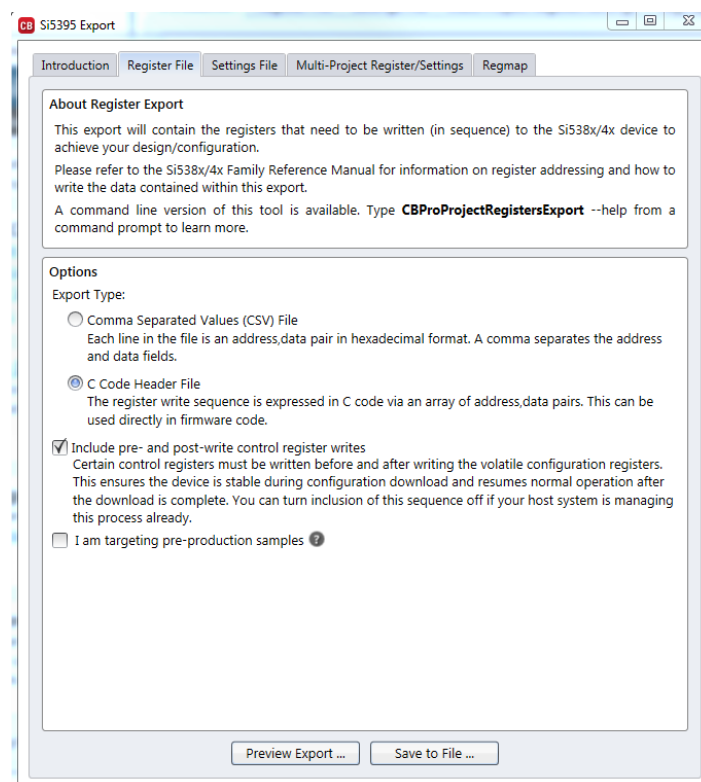 CB Si5395 Export
Introduction Register File Settings File Multi-Project Register/Settings Regmap
About Register Export
This export will contain the registers that need to be written (in sequence) to the Si538x/4x device to
achieve your design/configuration.
Please refer to the Si538x/4x Family Reference Manual for information on register addressing and how to
write the data contained within this export.
A command line version of this tool is available. Type CBProProjectRegistersExport --help from a
command prompt to learn more.
Options
Export Type:
Comma Separated Values (CSV) File
Each line in the file is an address,data pair in hexadecimal format. A comma separates the address
and data fields.
C Code Header File
The register write sequence is expressed in C code via an array of address,data pairs. This can be
used directly in firmware code.
Include pre- and post-write control register writes
Certain control registers must be written before and after writing the volatile configuration registers.
This ensures the device is stable during configuration download and resumes normal operation after
the download is complete. You can turn inclusion of this sequence off if your host system is managing
this process already.
I am targeting pre-production samples ?
Preview Export ... Save to File ...